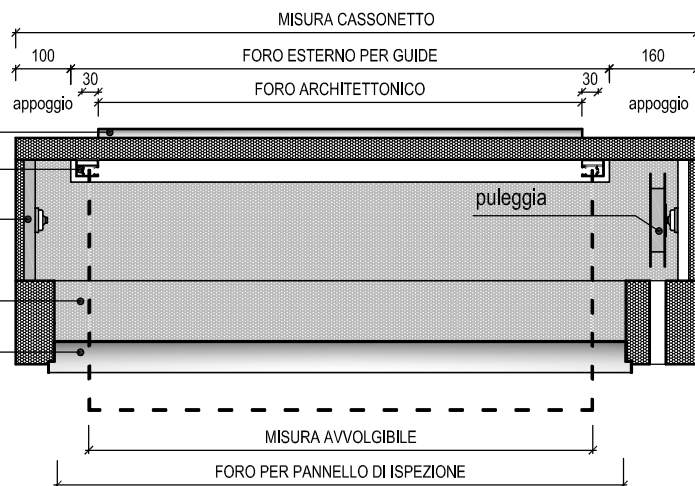 MISURA CASSONETTO
100 FORO ESTERNO PER GUIDE 160
30 FORO ARCHITETTONICO 30
appoggio appoggio
puleggia
MISURA AVVOLGIBILE
FORO PER PANNELLO DI ISPEZIONE